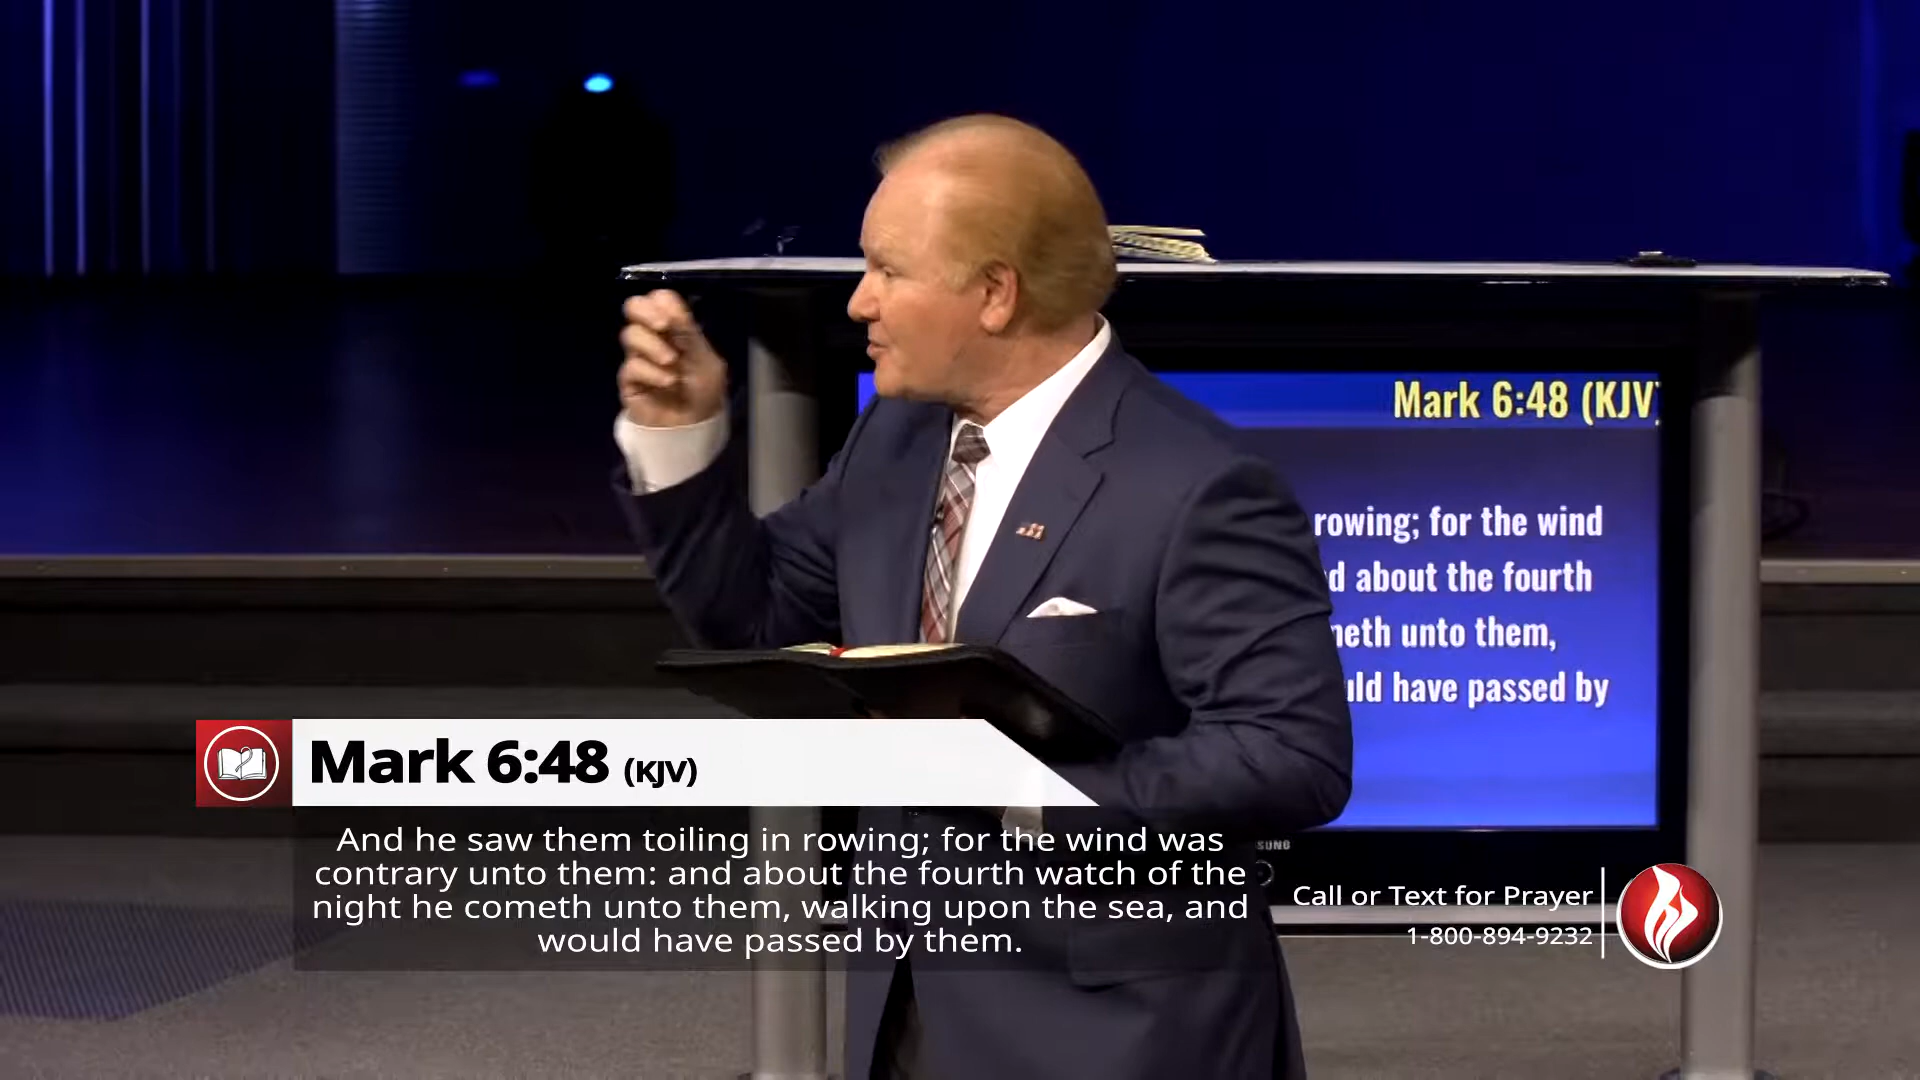 Mark 6:48 (KJV)
rowing; for the wind
about the fourth
unto them,
have passed by
Mark 6:48 (KJV)
And he saw them toiling in rowing; for the wind was
contrary unto them: and about the fourth watch of the
night he cometh unto them, walking upon the sea, and
would have passed by them.
Call or Text for Prayer
1-800-894-9232